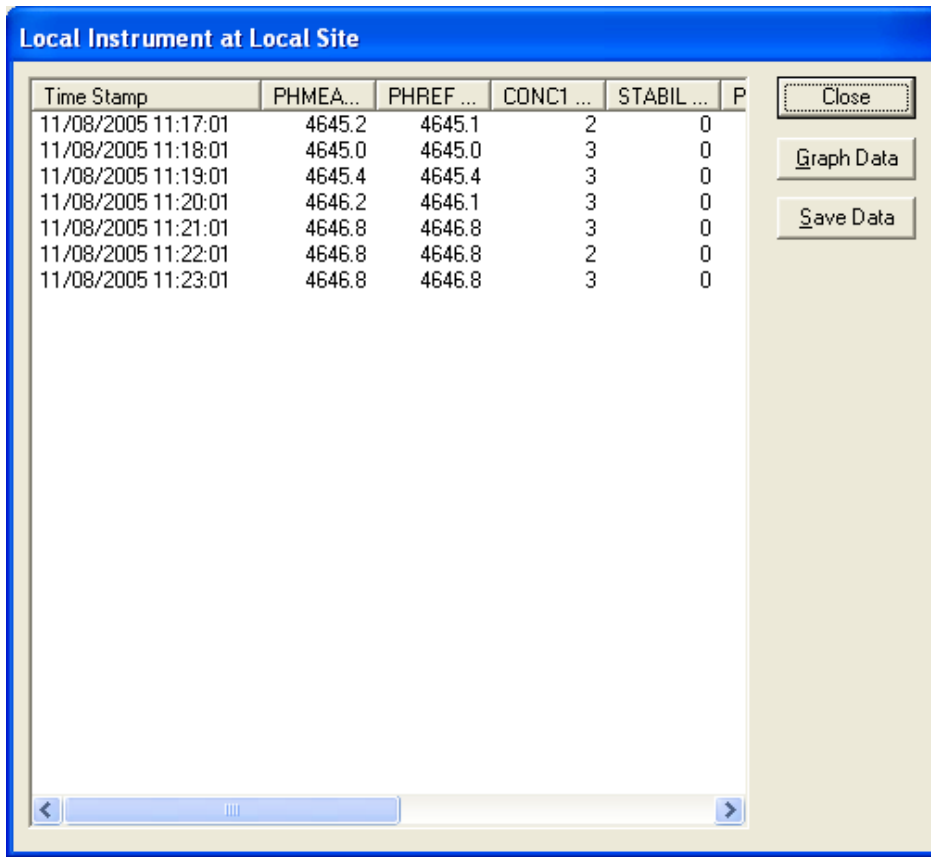 Local Instrument at Local Site
Time Stamp PHMEA... PHREF ... CONC1 ... STABIL ... P
11/08/2005 11:17:01 4645.2 4645.1 2 0
11/08/2005 11:18:01 4645.0 4645.0 3 0
11/08/2005 11:19:01 4645.4 4645.4 3 0
11/08/2005 11:20:01 4646.2 4646.1 3 0
11/08/2005 11:21:01 4646.8 4646.8 3 0
11/08/2005 11:22:01 4646.8 4646.8 2 0
11/08/2005 11:23:01 4646.8 4646.8 3 0
Close
Graph Data
Save Data